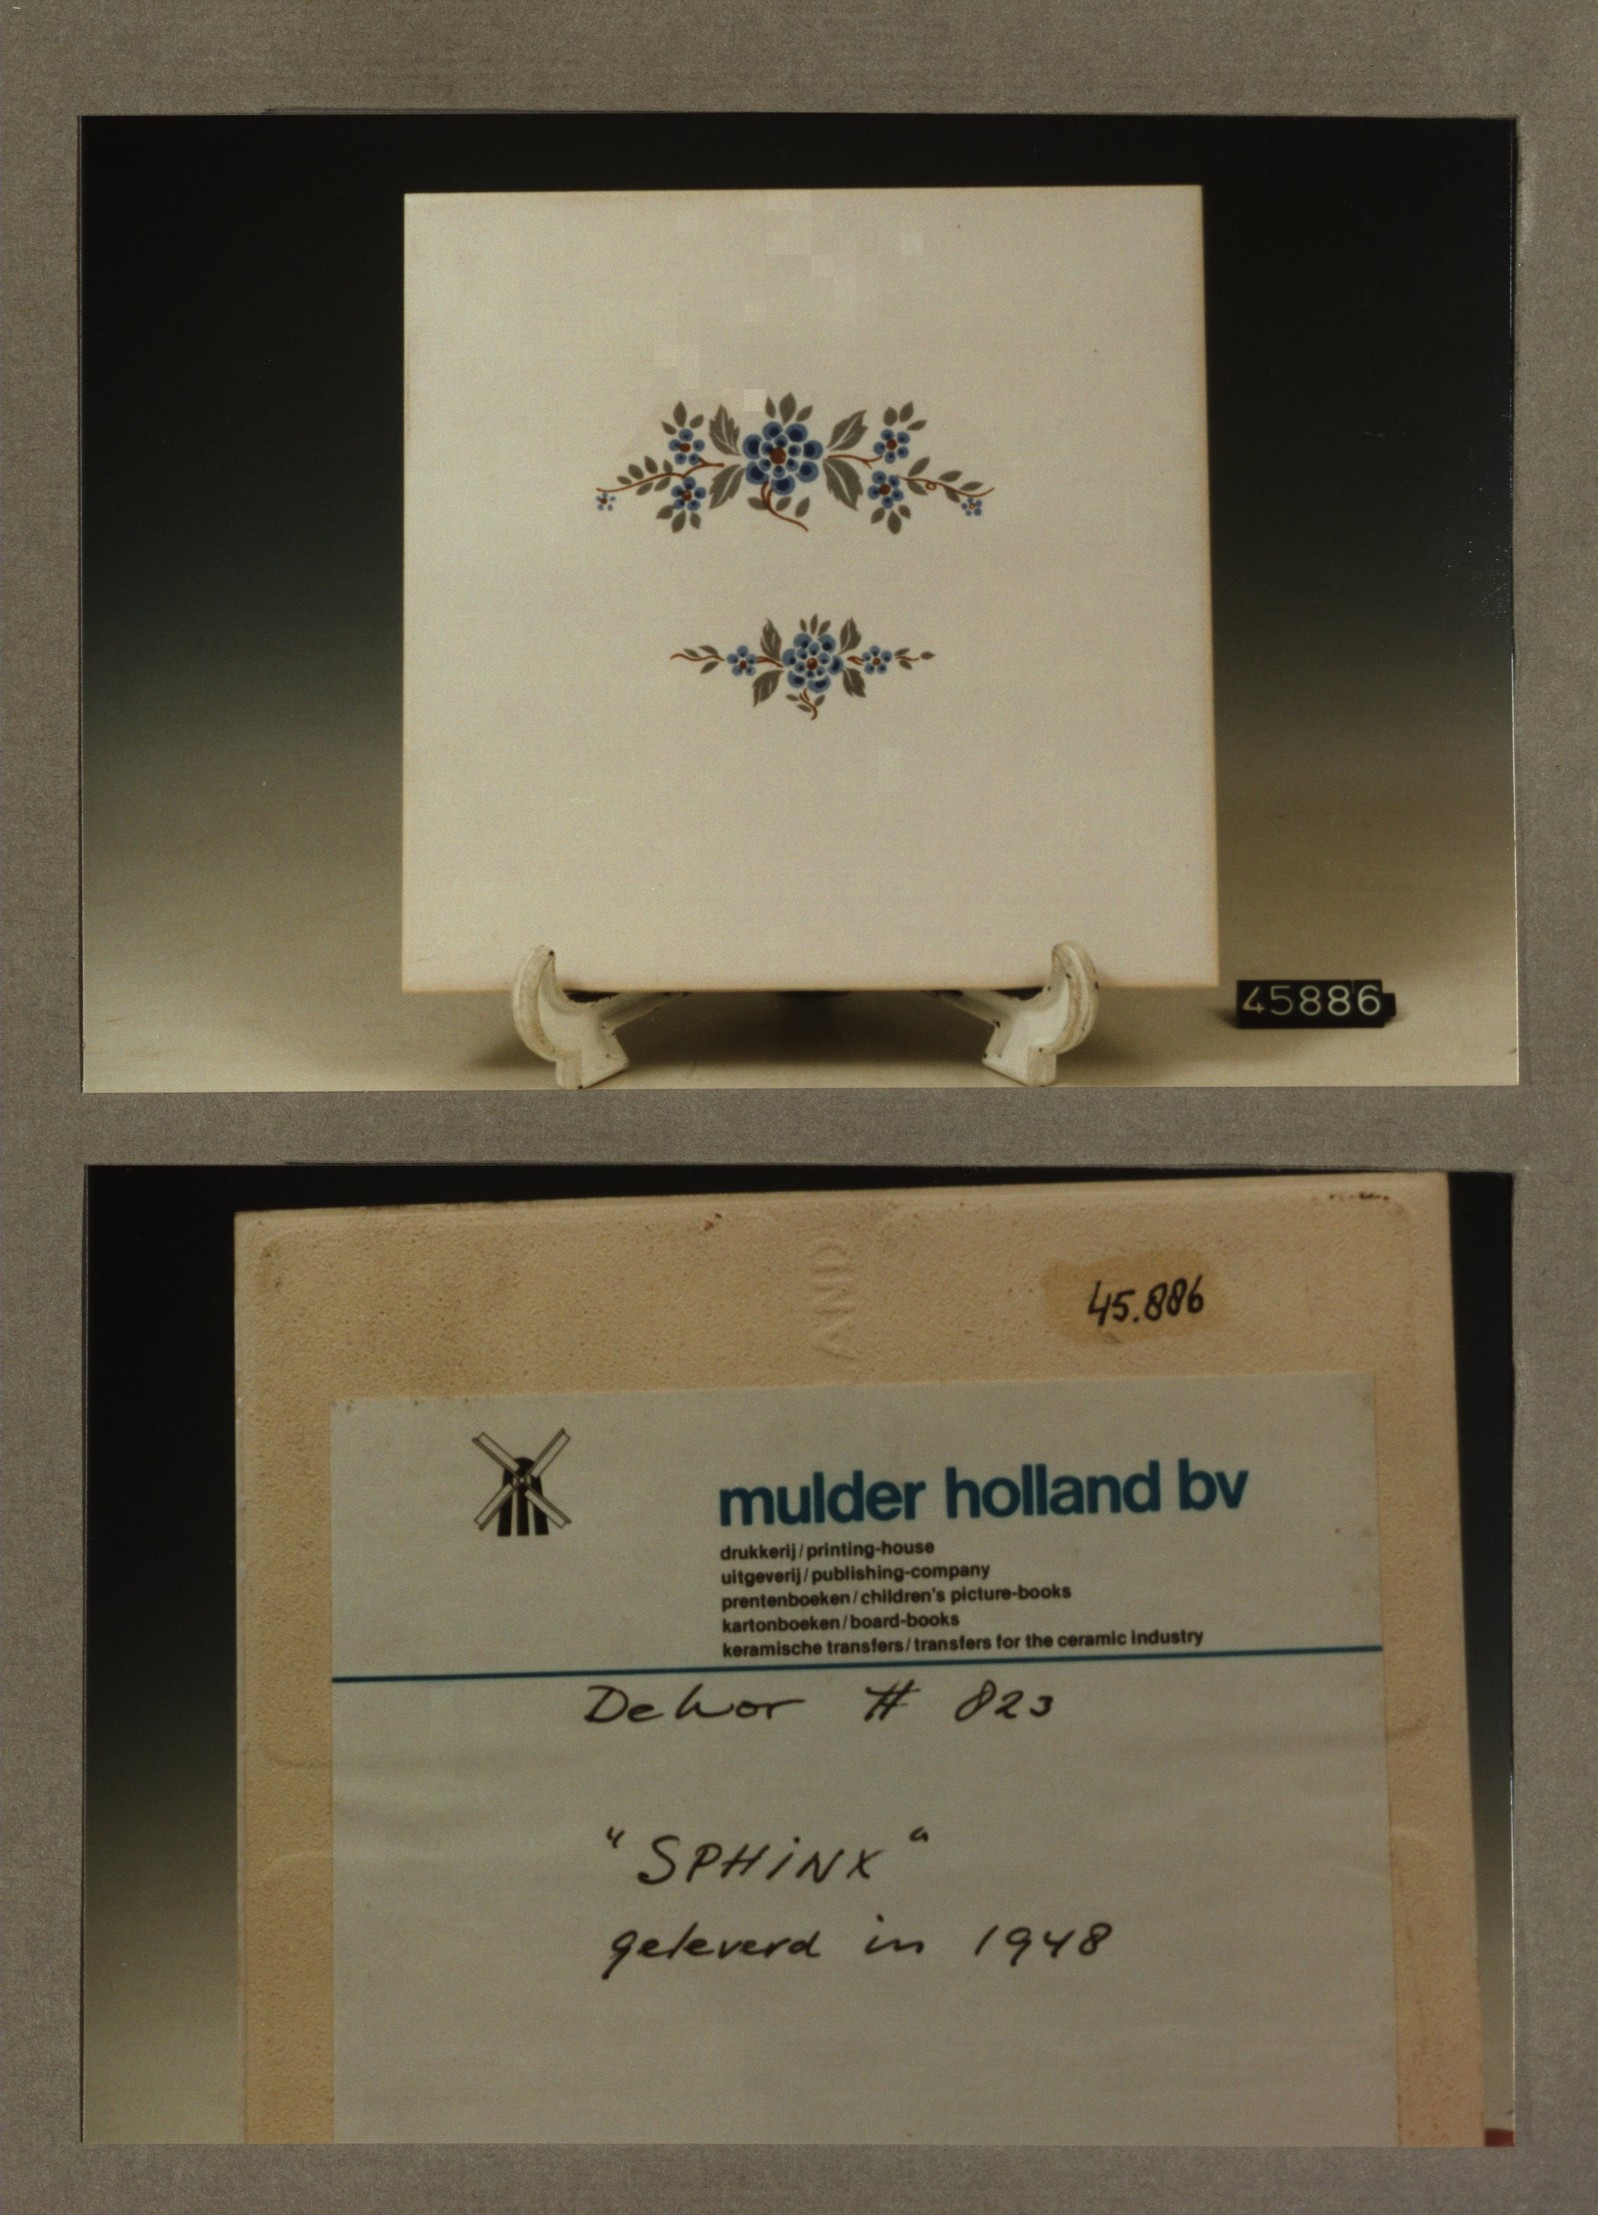 45886
AND
45.886
mulder holland bv
drukkerij/printing-house
uitgeverij/publishing-company
prentenboeken/children's picture-books
kartonboeken/board-books
keramische transfers/transfers for the ceramic industry
Dekor # 823
"SPHiNX"
geleverd in 1948